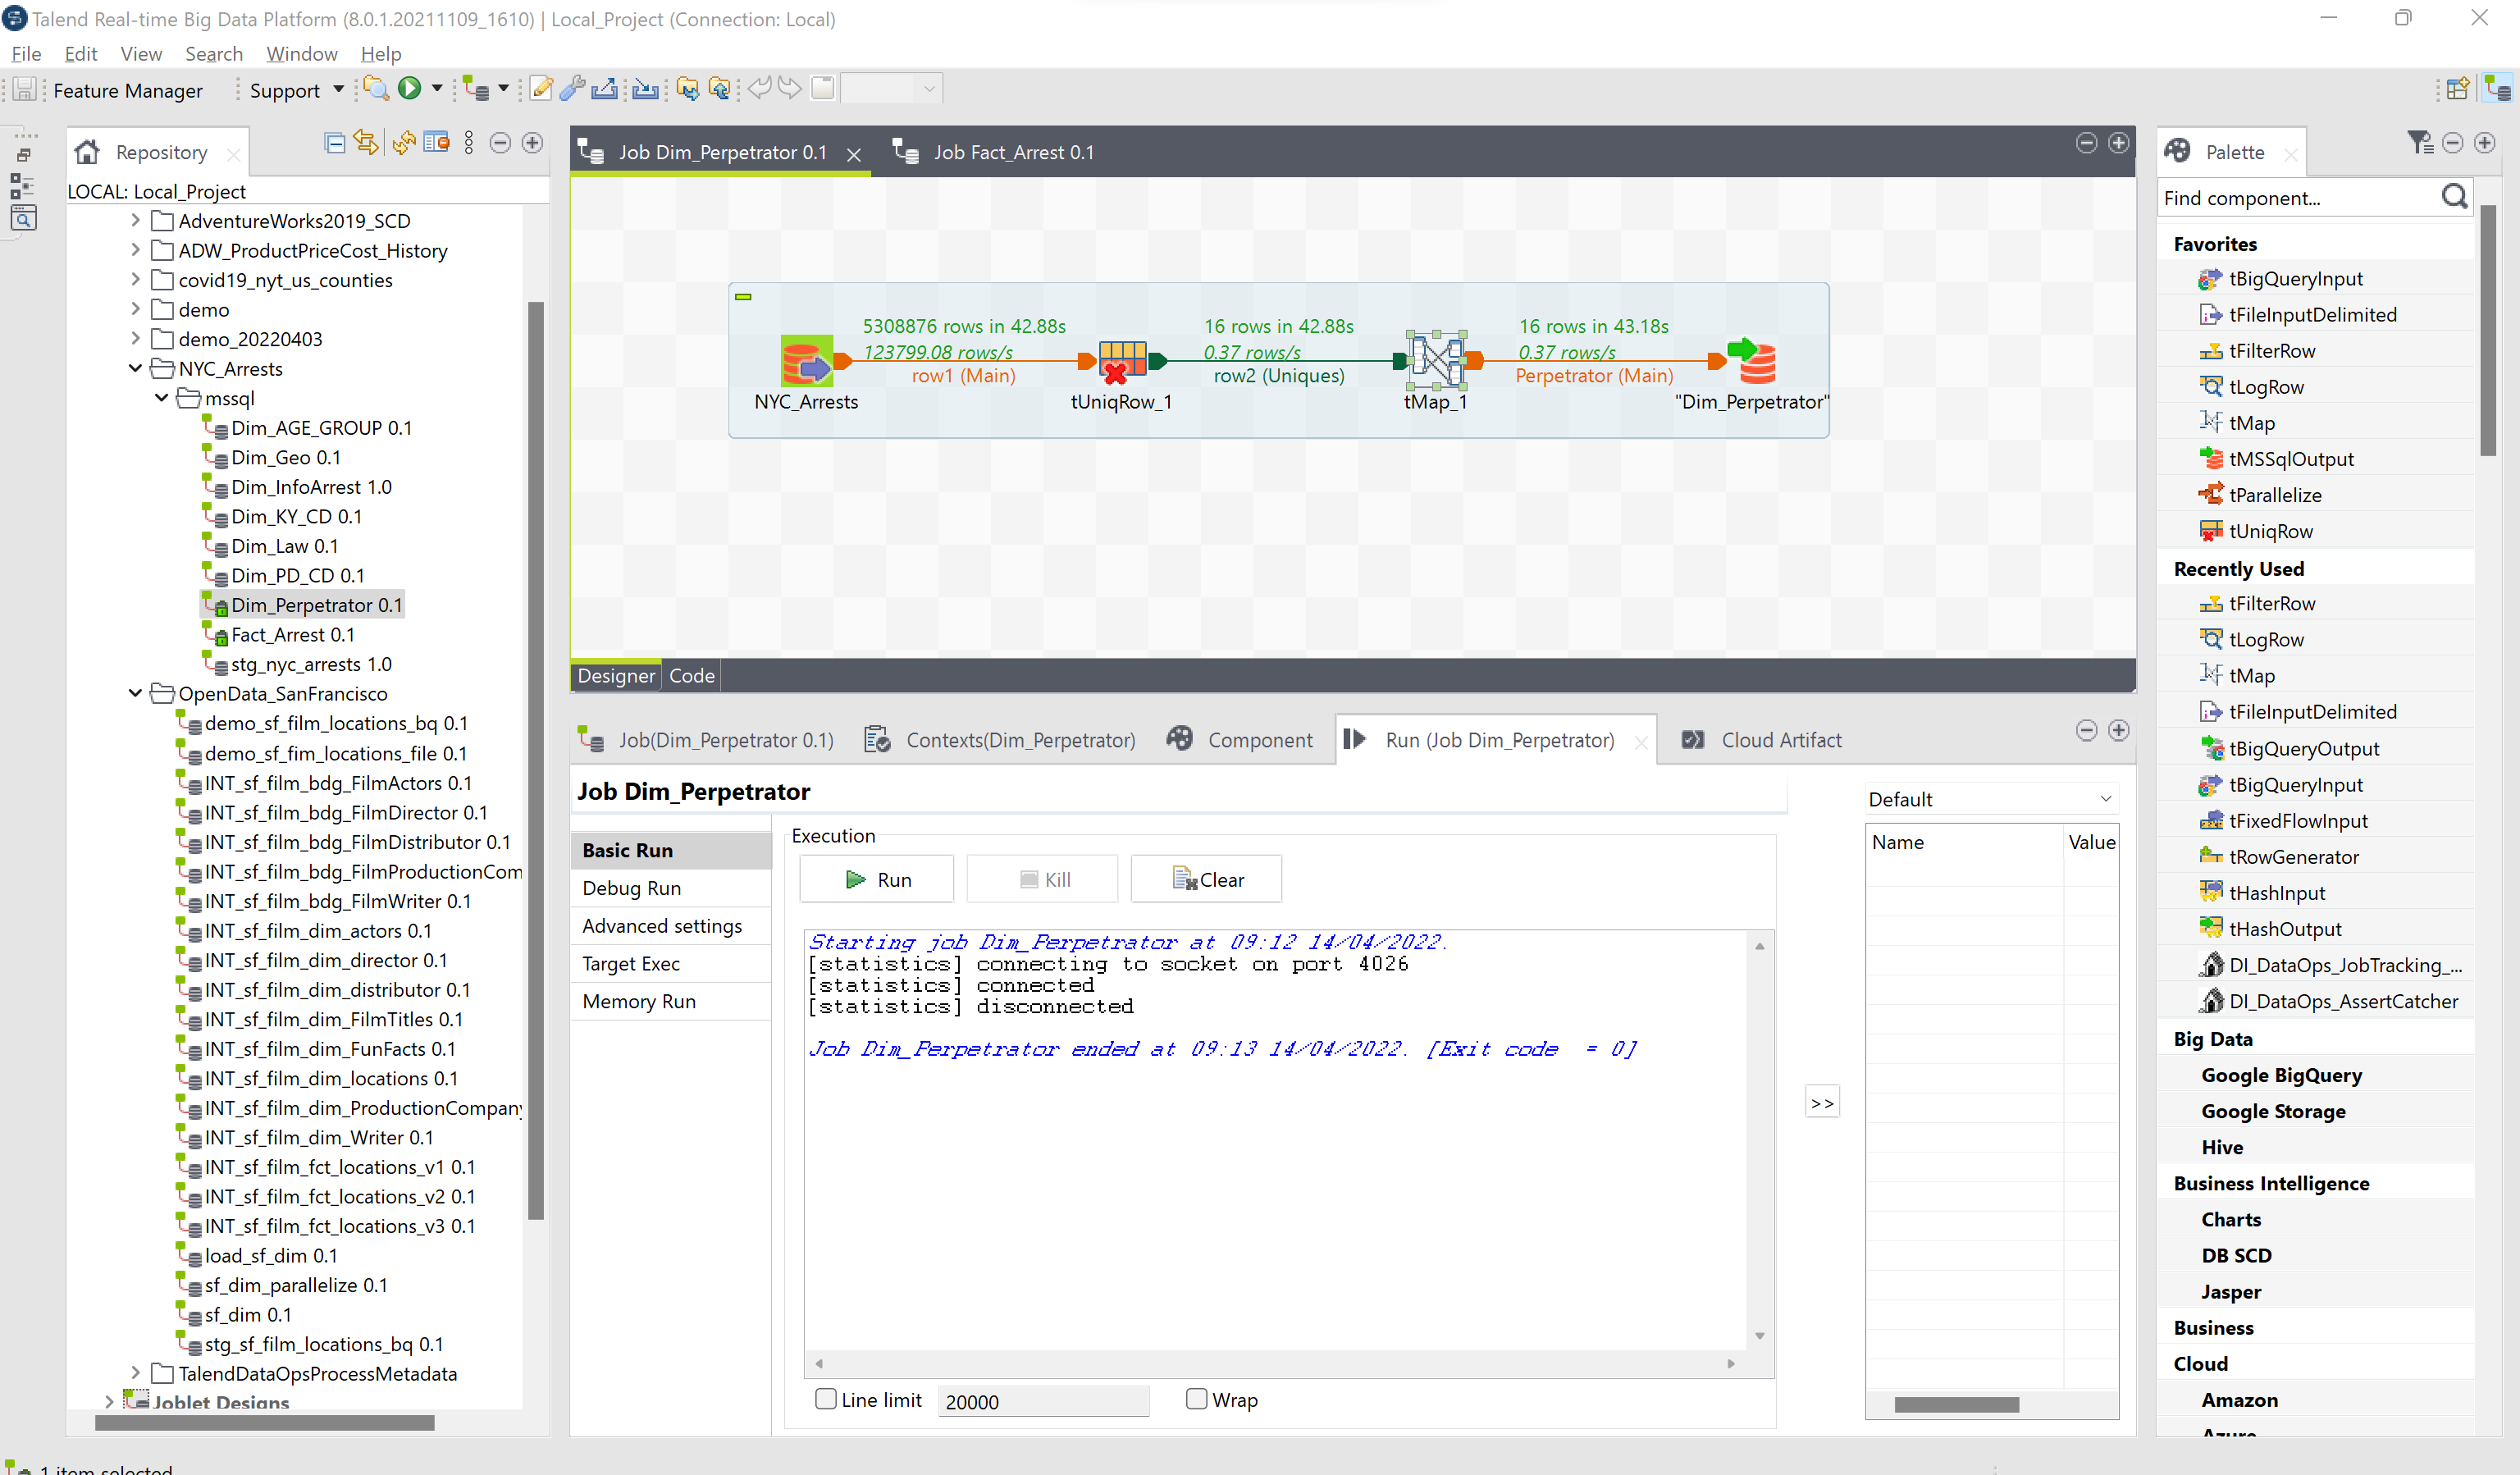 Talend Real-time Big Data Platform (8.0.1.20211109_1610) | Local_Project (Connection: Local)
File Edit View Search Window Help
Feature Manager Support
Repository
LOCAL: Local_Project
AdventureWorks2019_SCD
ADW_ProductPriceCost_History
covid19_nyt_us_counties
demo
demo_20220403
NYC_Arrests
mssql
Dim_AGE_GROUP 0.1
Dim_Geo 0.1
Dim_InfoArrest 1.0
Dim_KY_CD 0.1
Dim_Law 0.1
Dim_PD_CD 0.1
Dim_Perpetrator 0.1
Fact_Arrest 0.1
stg_nyc_arrests 1.0
OpenData_SanFrancisco
demo_sf_film_locations_bq 0.1
demo_sf_fim_locations_file 0.1
INT_sf_film_bdg_FilmActors 0.1
INT_sf_film_bdg_FilmDirector 0.1
INT_sf_film_bdg_FilmDistributor 0.1
INT_sf_film_bdg_FilmProductionCom
INT_sf_film_bdg_FilmWriter 0.1
INT_sf_film_dim_actors 0.1
INT_sf_film_dim_director 0.1
INT_sf_film_dim_distributor 0.1
INT_sf_film_dim_FilmTitles 0.1
INT_sf_film_dim_FunFacts 0.1
INT_sf_film_dim_locations 0.1
INT_sf_film_dim_ProductionCompany
INT_sf_film_dim_Writer 0.1
INT_sf_film_fct_locations_v1 0.1
INT_sf_film_fct_locations_v2 0.1
INT_sf_film_fct_locations_v3 0.1
load_sf_dim 0.1
sf_dim_parallelize 0.1
sf_dim 0.1
stg_sf_film_locations_bq 0.1
TalendDataOpsProcessMetadata
Joblet Designs
1 item selected
Job Dim_Perpetrator 0.1 Job Fact_Arrest 0.1
5308876 rows in 42.88s 16 rows in 42.88s 16 rows in 43.18s
123799.08 rows/s 0.37 rows/s 0.37 rows/s
row1 (Main) row2 (Uniques) Perpetrator (Main)
NYC_Arrests tUniqRow_1 tMap_1 "Dim_Perpetrator"
Designer Code
Job(Dim_Perpetrator 0.1) Contexts(Dim_Perpetrator) Component Run (Job Dim_Perpetrator) Cloud Artifact
Job Dim_Perpetrator
Basic Run
Debug Run
Advanced settings
Target Exec
Memory Run
Execution
Run Kill Clear
Starting job Dim_Perpetrator at 09:12 14/04/2022.
[statistics] connecting to socket on port 4026
[statistics] connected
[statistics] disconnected
Job Dim_Perpetrator ended at 09:13 14/04/2022. [Exit code  = 0]
Line limit 20000 Wrap
>>
Default
Name Value
Palette
Find component...
Favorites
tBigQueryInput
tFileInputDelimited
tFilterRow
tLogRow
tMap
tMSSqlOutput
tParallelize
tUniqRow
Recently Used
tFilterRow
tLogRow
tMap
tFileInputDelimited
tBigQueryOutput
tBigQueryInput
tFixedFlowInput
tRowGenerator
tHashInput
tHashOutput
DI_DataOps_JobTracking_...
DI_DataOps_AssertCatcher
Big Data
Google BigQuery
Google Storage
Hive
Business Intelligence
Charts
DB SCD
Jasper
Business
Cloud
Amazon
Azure